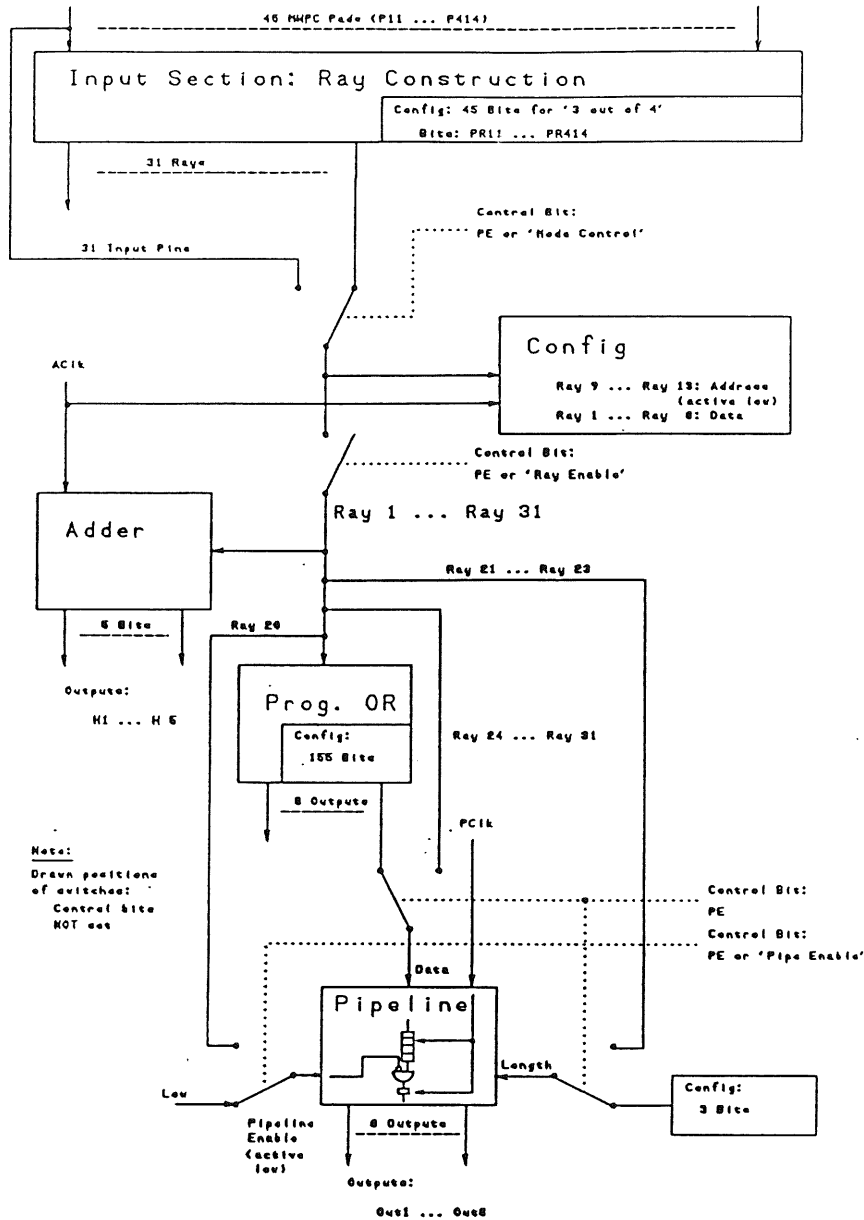 45 MWPC Pads (P11 ... P414)
Input Section: Ray Construction
Config: 45 Bits for '3 out of 4'
Bits: PR11 ... PR414
31 Rays
Control Bit:
PE or 'Mode Control'
31 Input Pins
Config
AClk
Ray 9 ... Ray 13: Address
(active low)
Ray 1 ... Ray 8: Data
Control Bit:
PE or 'Ray Enable'
Ray 1 ... Ray 31
Adder
Ray 21 ... Ray 23
5 Bits
Ray 20
Outputs:
H1 ... H 5
Prog. OR
Config:
155 Bits
Ray 24 ... Ray 31
8 Outputs
PClk
Note:
Drawn positions
of switches:
Control bits
NOT set
Control Bit:
PE
Control Bit:
PE or 'Pipe Enable'
Data
Pipeline
Length
Config:
3 Bits
Low
Pipeline
Enable
(active
low)
8 Outputs
Outputs:
Out1 ... Out8